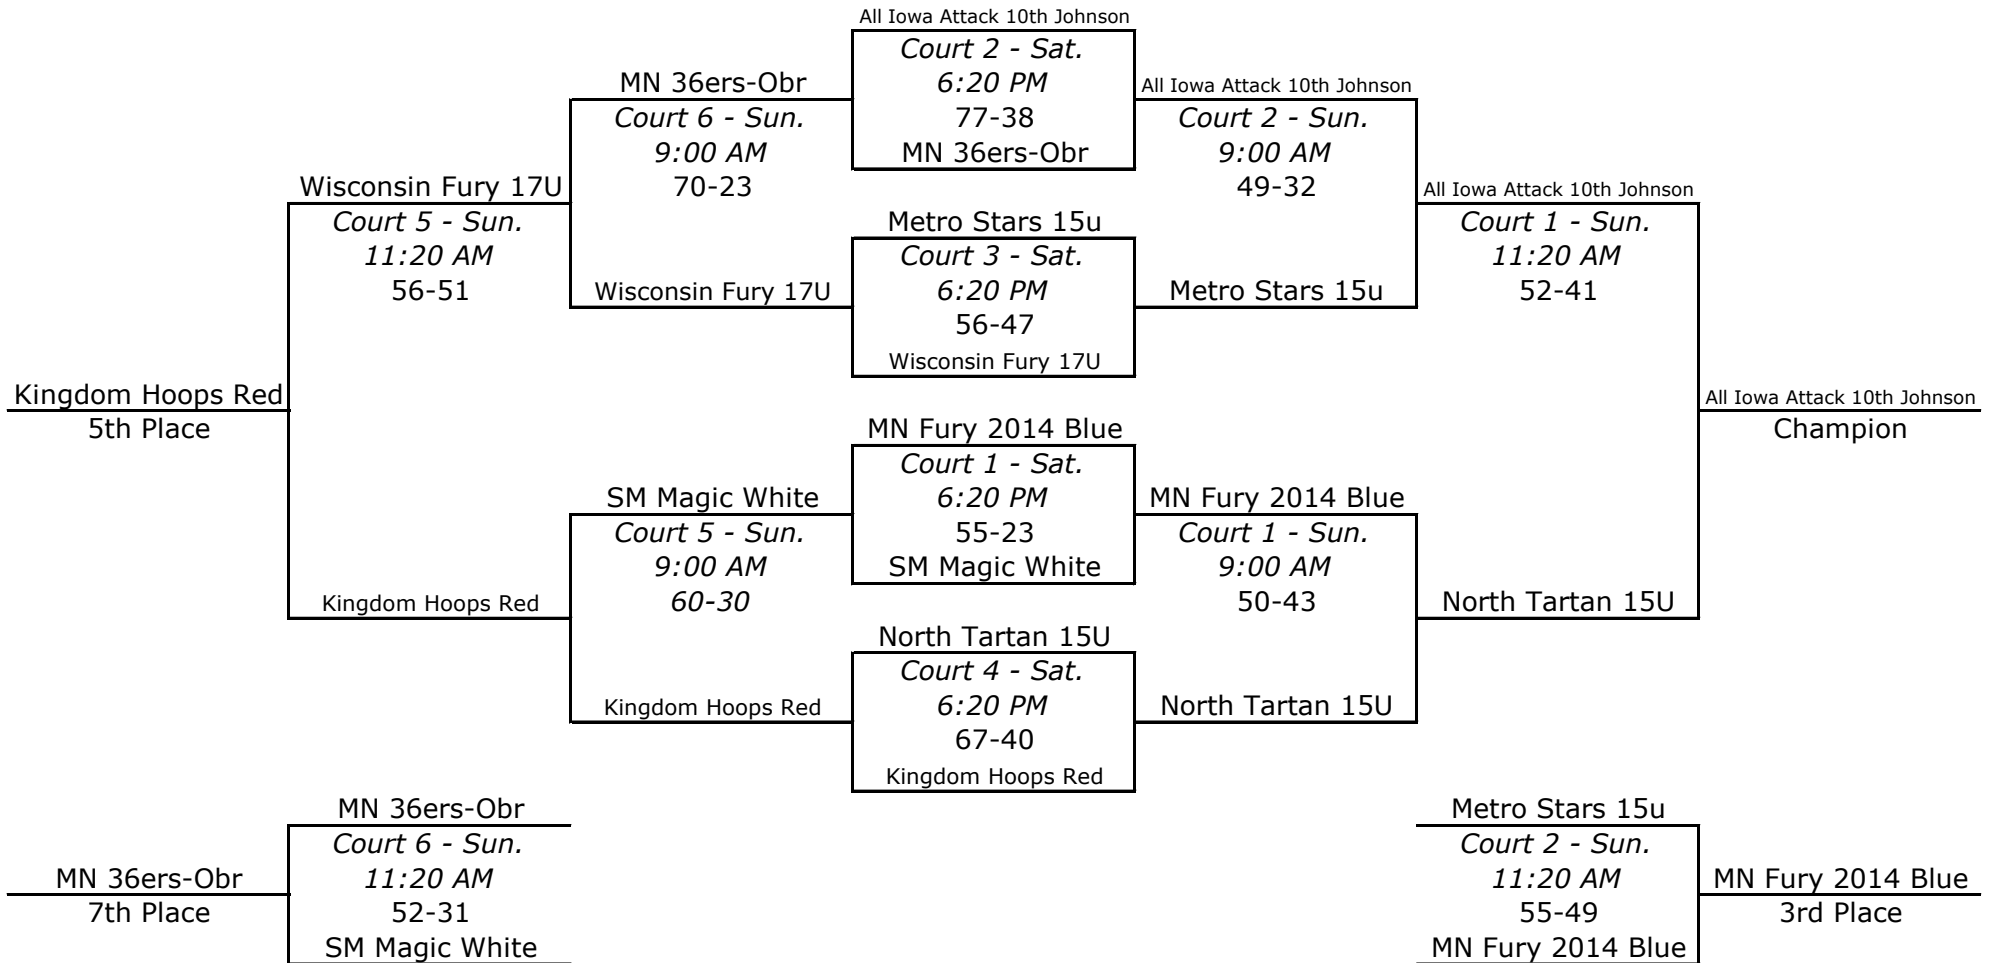 All Iowa Attack 10th Johnson
Court 2 - Sat.
MN 36ers-Obr 6:20 PM All Iowa Attack 10th Johnson
Court 6 - Sun. 77-38 Court 2 - Sun.
9:00 AM MN 36ers-Obr 9:00 AM
Wisconsin Fury 17U 70-23 49-32 All Iowa Attack 10th Johnson
Court 5 - Sun. Metro Stars 15u Court 1 - Sun.
11:20 AM Court 3 - Sat. 11:20 AM
56-51 Wisconsin Fury 17U 6:20 PM Metro Stars 15u 52-41
56-47
Wisconsin Fury 17U
Kingdom Hoops Red All Iowa Attack 10th Johnson
5th Place MN Fury 2014 Blue Champion
Court 1 - Sat.
SM Magic White 6:20 PM MN Fury 2014 Blue
Court 5 - Sun. 55-23 Court 1 - Sun.
9:00 AM SM Magic White 9:00 AM
Kingdom Hoops Red 60-30 50-43 North Tartan 15U
North Tartan 15U
Court 4 - Sat.
Kingdom Hoops Red 6:20 PM North Tartan 15U
67-40
Kingdom Hoops Red
MN 36ers-Obr Metro Stars 15u
Court 6 - Sun. Court 2 - Sun.
MN 36ers-Obr 11:20 AM 11:20 AM MN Fury 2014 Blue
7th Place 52-31 55-49 3rd Place
SM Magic White MN Fury 2014 Blue